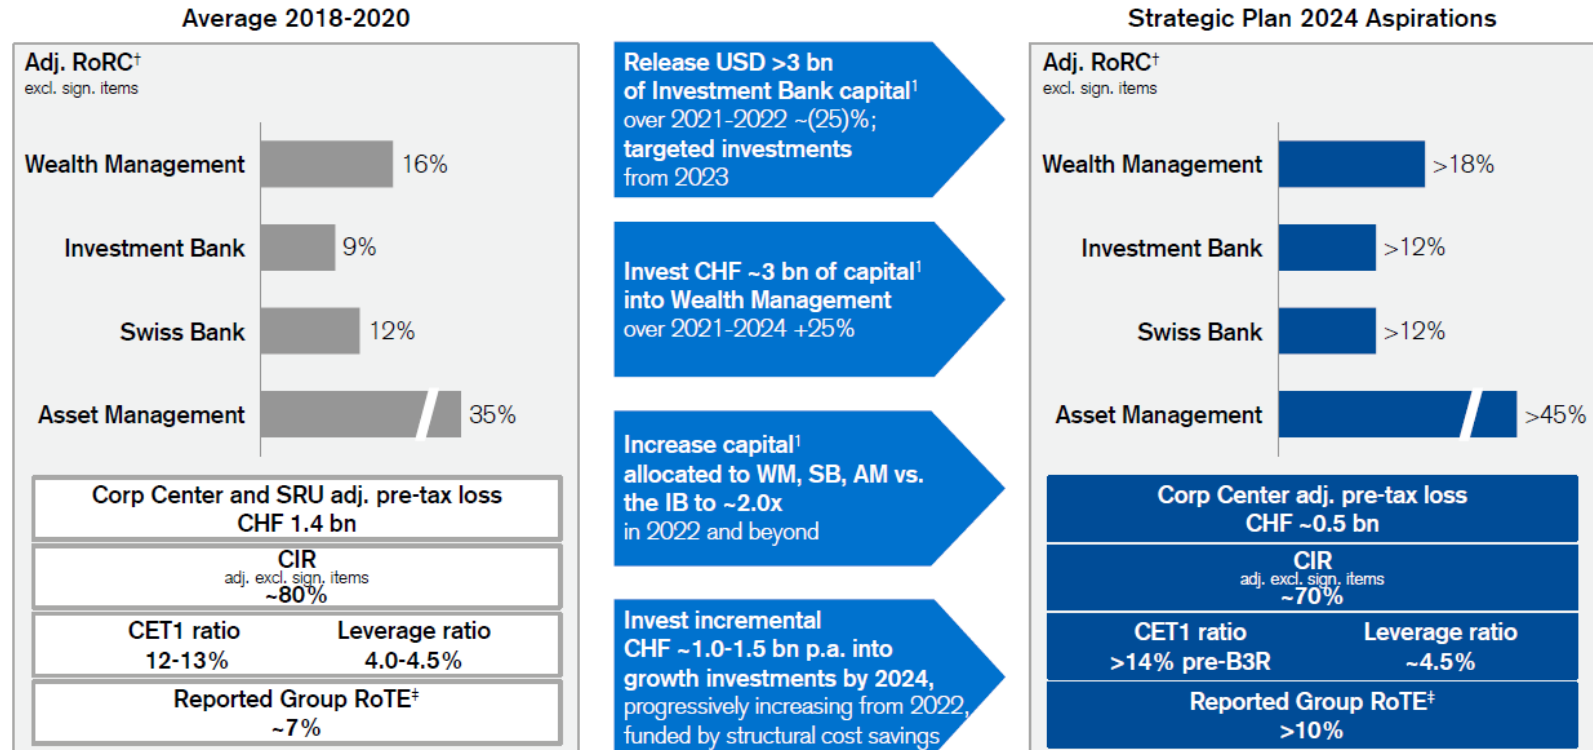 Average 2018-2020
Adj. RoRC†
excl. sign. items
Wealth Management 16%
Investment Bank 9%
Swiss Bank 12%
Asset Management 35%
Corp Center and SRU adj. pre-tax loss
CHF 1.4 bn
CIR
adj. excl. sign. items
~80%
CET1 ratio Leverage ratio
12-13% 4.0-4.5%
Reported Group RoTE‡
~7%
Release USD >3 bn
of Investment Bank capital¹
over 2021-2022 ~(25)%;
targeted investments
from 2023
Invest CHF ~3 bn of capital¹
into Wealth Management
over 2021-2024 +25%
Increase capital¹
allocated to WM, SB, AM vs.
the IB to ~2.0x
in 2022 and beyond
Invest incremental
CHF ~1.0-1.5 bn p.a. into
growth investments by 2024,
progressively increasing from 2022,
funded by structural cost savings
Strategic Plan 2024 Aspirations
Adj. RoRC†
excl. sign. items
Wealth Management >18%
Investment Bank >12%
Swiss Bank >12%
Asset Management >45%
Corp Center adj. pre-tax loss
CHF ~0.5 bn
CIR
adj. excl. sign. items
~70%
CET1 ratio Leverage ratio
>14% pre-B3R ~4.5%
Reported Group RoTE‡
>10%